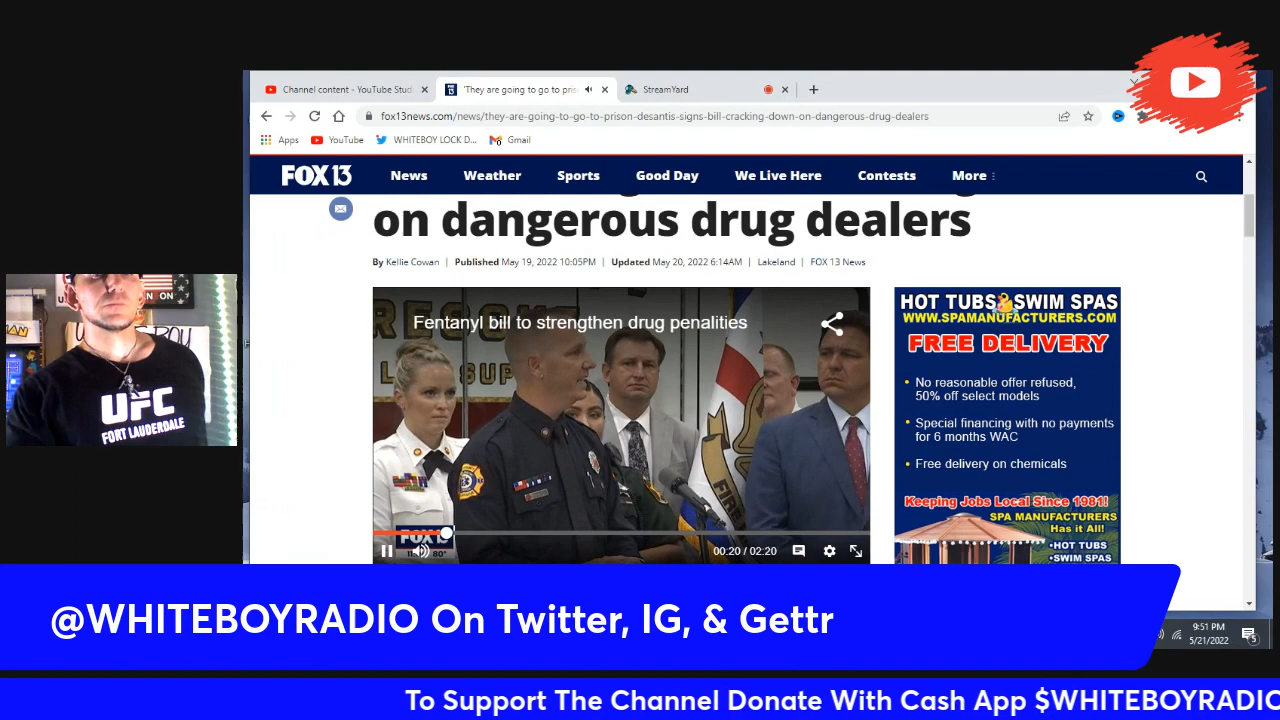 Channel content - YouTube Stud
'They are going to go to pris
StreamYard
fox13news.com/news/they-are-going-to-go-to-prison-desantis-signs-bill-cracking-down-on-dangerous-drug-dealers
Apps
YouTube
WHITEBOY LOCK D...
Gmail
FOX 13
News
Weather
Sports
Good Day
We Live Here
Contests
More
on dangerous drug dealers
By Kellie Cowan | Published May 19, 2022 10:05PM | Updated May 20, 2022 6:14AM | Lakeland | FOX 13 News
Fentanyl bill to strengthen drug penalities
00:20 / 02:20
HOT TUBS & SWIM SPAS
WWW.SPAMANUFACTURERS.COM
FREE DELIVERY
• No reasonable offer refused,
50% off select models
• Special financing with no payments
for 6 months WAC
• Free delivery on chemicals
Keeping Jobs Local Since 1981!
SPA MANUFACTURERS
Has it All!
•HOT TUBS
•SWIM SPAS
UFC
FORT LAUDERDALE
9:51 PM
5/21/2022
5
@WHITEBOYRADIO On Twitter, IG, & Gettr
To Support The Channel Donate With Cash App $WHITEBOYRADIO